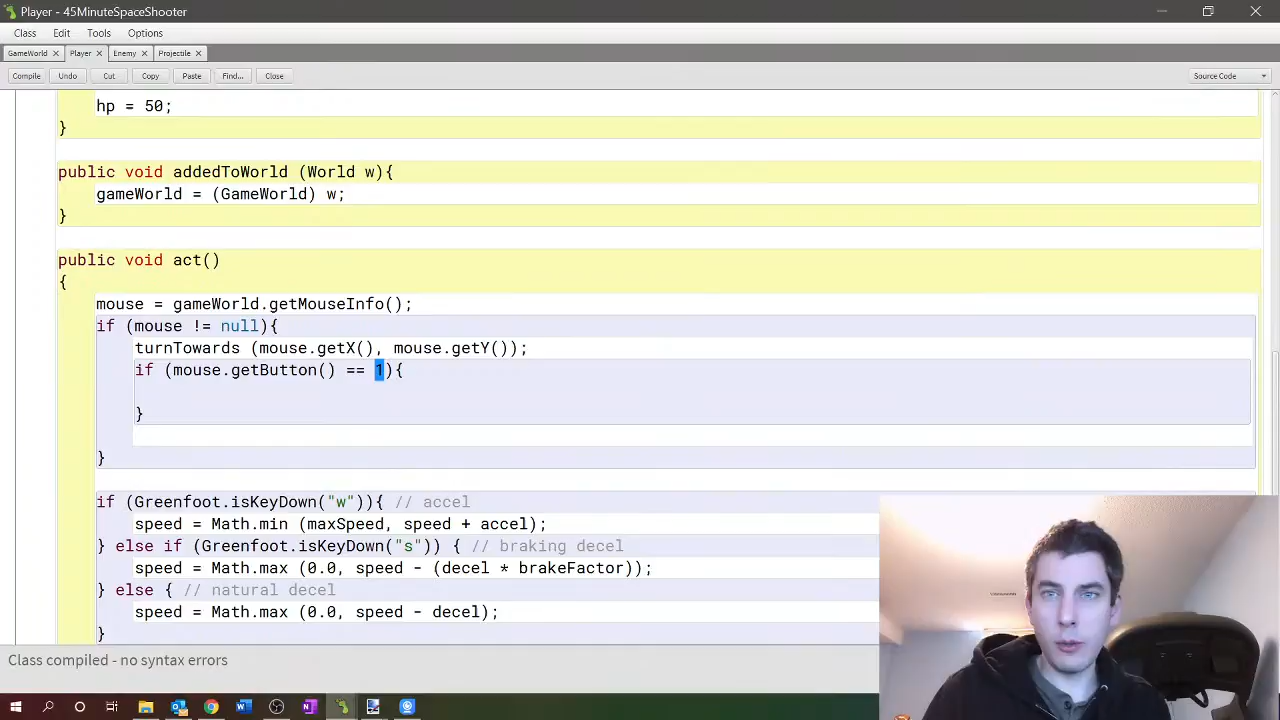 Player - 45MinuteSpaceShooter
Class Edit Tools Options
GameWorld × Player × Enemy × Projectile ×
Compile Undo Cut Copy Paste Find... Close Source Code
hp = 50;
}
public void addedToWorld (World w){
gameWorld = (GameWorld) w;
}
public void act()
{
mouse = gameWorld.getMouseInfo();
if (mouse != null){
turnTowards (mouse.getX(), mouse.getY());
if (mouse.getButton() == 1){
}
}
if (Greenfoot.isKeyDown("w")){ // accel
speed = Math.min (maxSpeed, speed + accel);
} else if (Greenfoot.isKeyDown("s")) { // braking decel
speed = Math.max (0.0, speed - (decel * brakeFactor));
} else { // natural decel
speed = Math.max (0.0, speed - decel);
}
Class compiled - no syntax errors